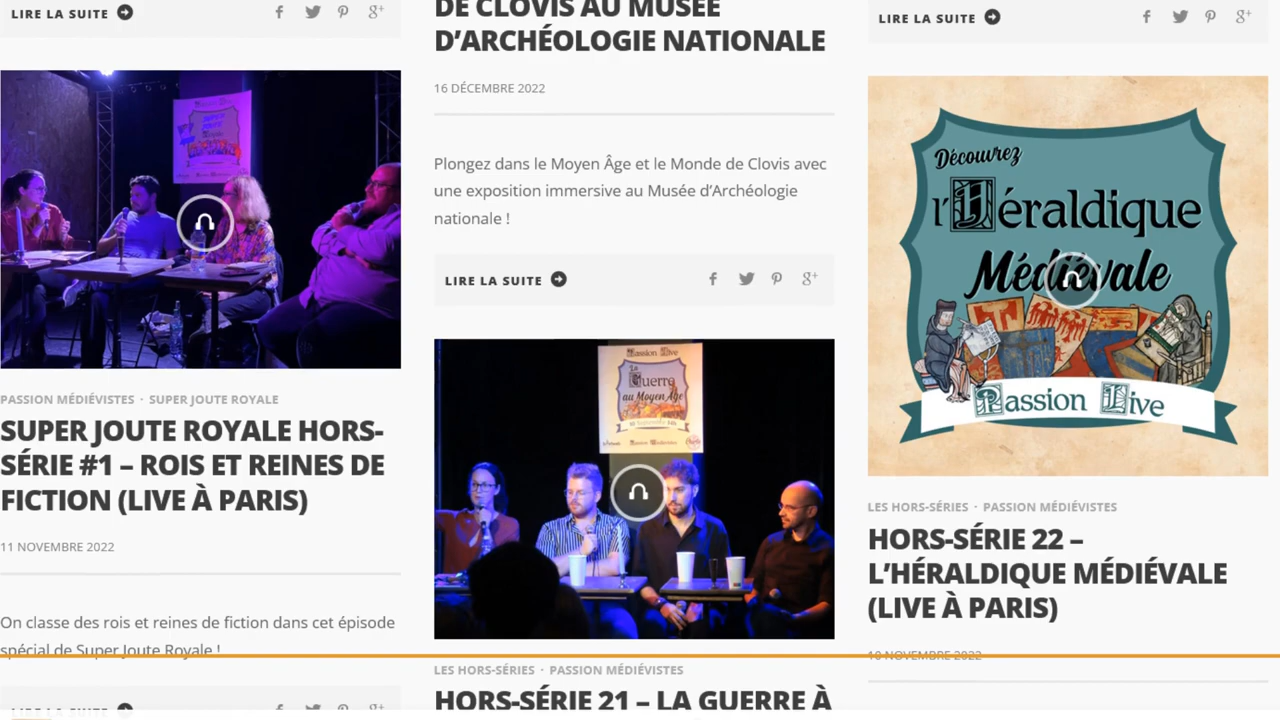 LIRE LA SUITE
PASSION MÉDIÉVISTES · SUPER JOUTE ROYALE
SUPER JOUTE ROYALE HORS-
SÉRIE #1 – ROIS ET REINES DE
FICTION (LIVE À PARIS)
11 NOVEMBRE 2022
On classe des rois et reines de fiction dans cet épisode
spécial de Super Joute Royale !
LIRE LA SUITE
DE CLOVIS AU MUSÉE
D’ARCHÉOLOGIE NATIONALE
16 DÉCEMBRE 2022
Plongez dans le Moyen Âge et le Monde de Clovis avec
une exposition immersive au Musée d’Archéologie
nationale !
LIRE LA SUITE
Passion Live
La
Guerre
au Moyen Âge
LES HORS-SÉRIES · PASSION MÉDIÉVISTES
HORS-SÉRIE 21 – LA GUERRE À
LIRE LA SUITE
Découvrez
l’Héraldique
Médiévale
Passion Live
LES HORS-SÉRIES · PASSION MÉDIÉVISTES
HORS-SÉRIE 22 –
L’HÉRALDIQUE MÉDIÉVALE
(LIVE À PARIS)
10 NOVEMBRE 2022